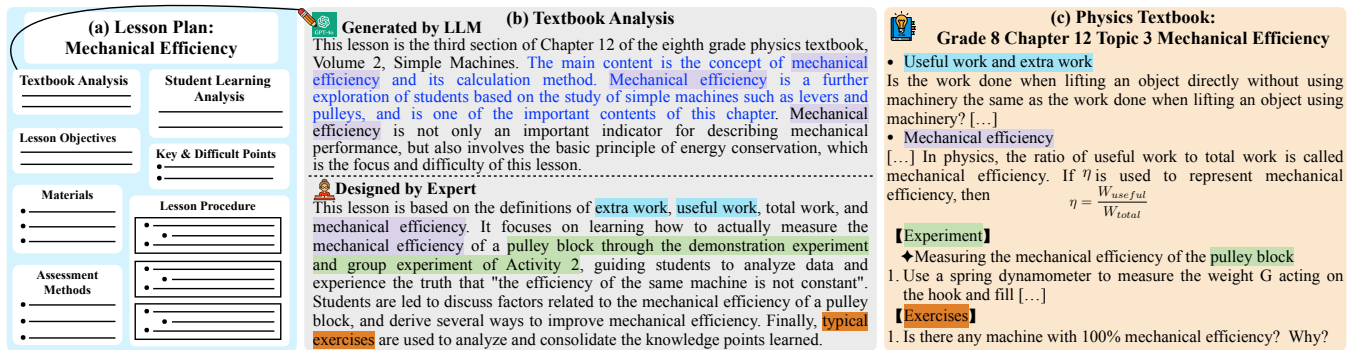 (a) Lesson Plan:
Mechanical Efficiency
Textbook Analysis
Student Learning
Analysis
Lesson Objectives
Key & Difficult Points
Materials
Lesson Procedure
Assessment
Methods
(b) Textbook Analysis
GPT-4o
Generated by LLM
This lesson is the third section of Chapter 12 of the eighth grade physics textbook,
Volume 2, Simple Machines. The main content is the concept of mechanical
efficiency and its calculation method. Mechanical efficiency is a further
exploration of students based on the study of simple machines such as levers and
pulleys, and is one of the important contents of this chapter. Mechanical
efficiency is not only an important indicator for describing mechanical
performance, but also involves the basic principle of energy conservation, which
is the focus and difficulty of this lesson.
Designed by Expert
This lesson is based on the definitions of extra work, useful work, total work, and
mechanical efficiency. It focuses on learning how to actually measure the
mechanical efficiency of a pulley block through the demonstration experiment
and group experiment of Activity 2, guiding students to analyze data and
experience the truth that "the efficiency of the same machine is not constant".
Students are led to discuss factors related to the mechanical efficiency of a pulley
block, and derive several ways to improve mechanical efficiency. Finally, typical
exercises are used to analyze and consolidate the knowledge points learned.
(c) Physics Textbook:
Grade 8 Chapter 12 Topic 3 Mechanical Efficiency
• Useful work and extra work
Is the work done when lifting an object directly without using
machinery the same as the work done when lifting an object using
machinery? […]
• Mechanical efficiency
[…] In physics, the ratio of useful work to total work is called
mechanical efficiency. If η is used to represent mechanical
efficiency, then η = W_useful / W_total
【Experiment】
✦Measuring the mechanical efficiency of the pulley block
1. Use a spring dynamometer to measure the weight G acting on
the hook and fill […]
【Exercises】
1. Is there any machine with 100% mechanical efficiency? Why?